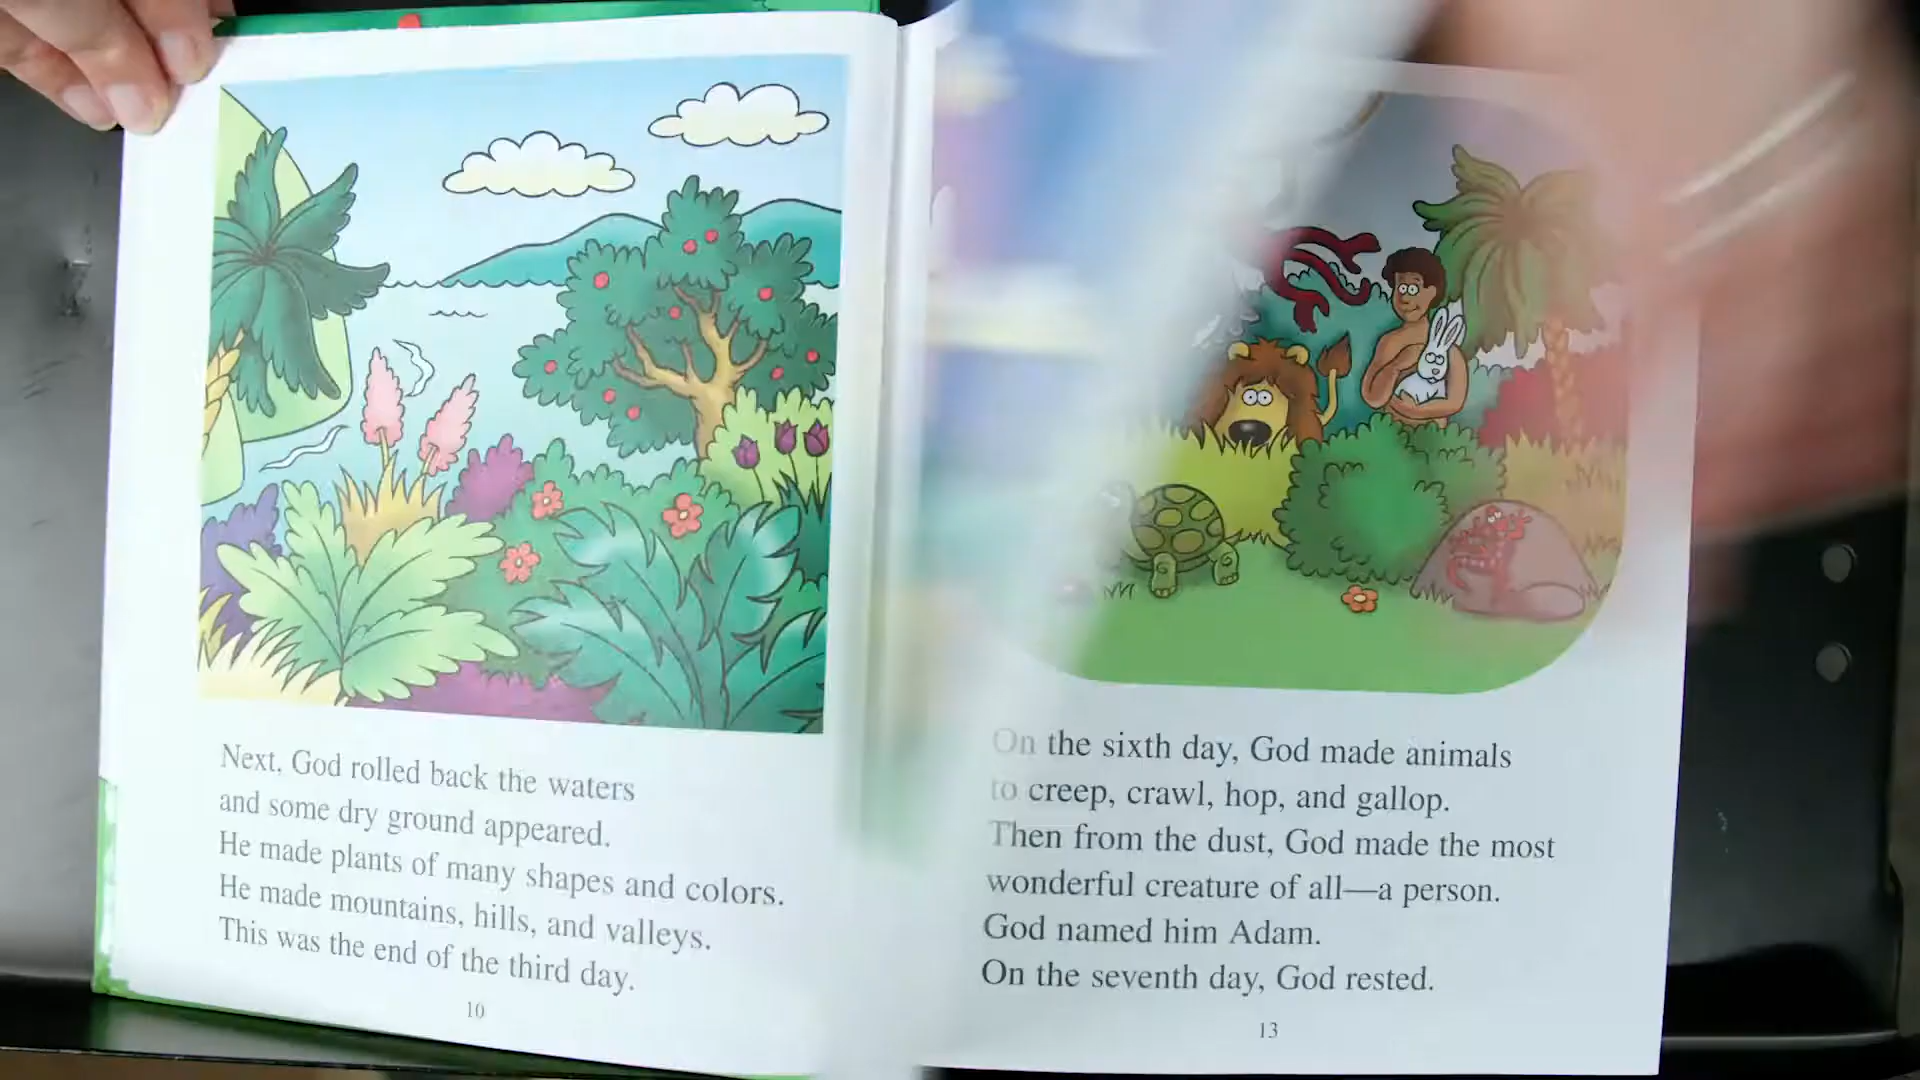 Next, God rolled back the waters
and some dry ground appeared.
He made plants of many shapes and colors.
He made mountains, hills, and valleys.
This was the end of the third day.
10
On the sixth day, God made animals
to creep, crawl, hop, and gallop.
Then from the dust, God made the most
wonderful creature of all—a person.
God named him Adam.
On the seventh day, God rested.
13